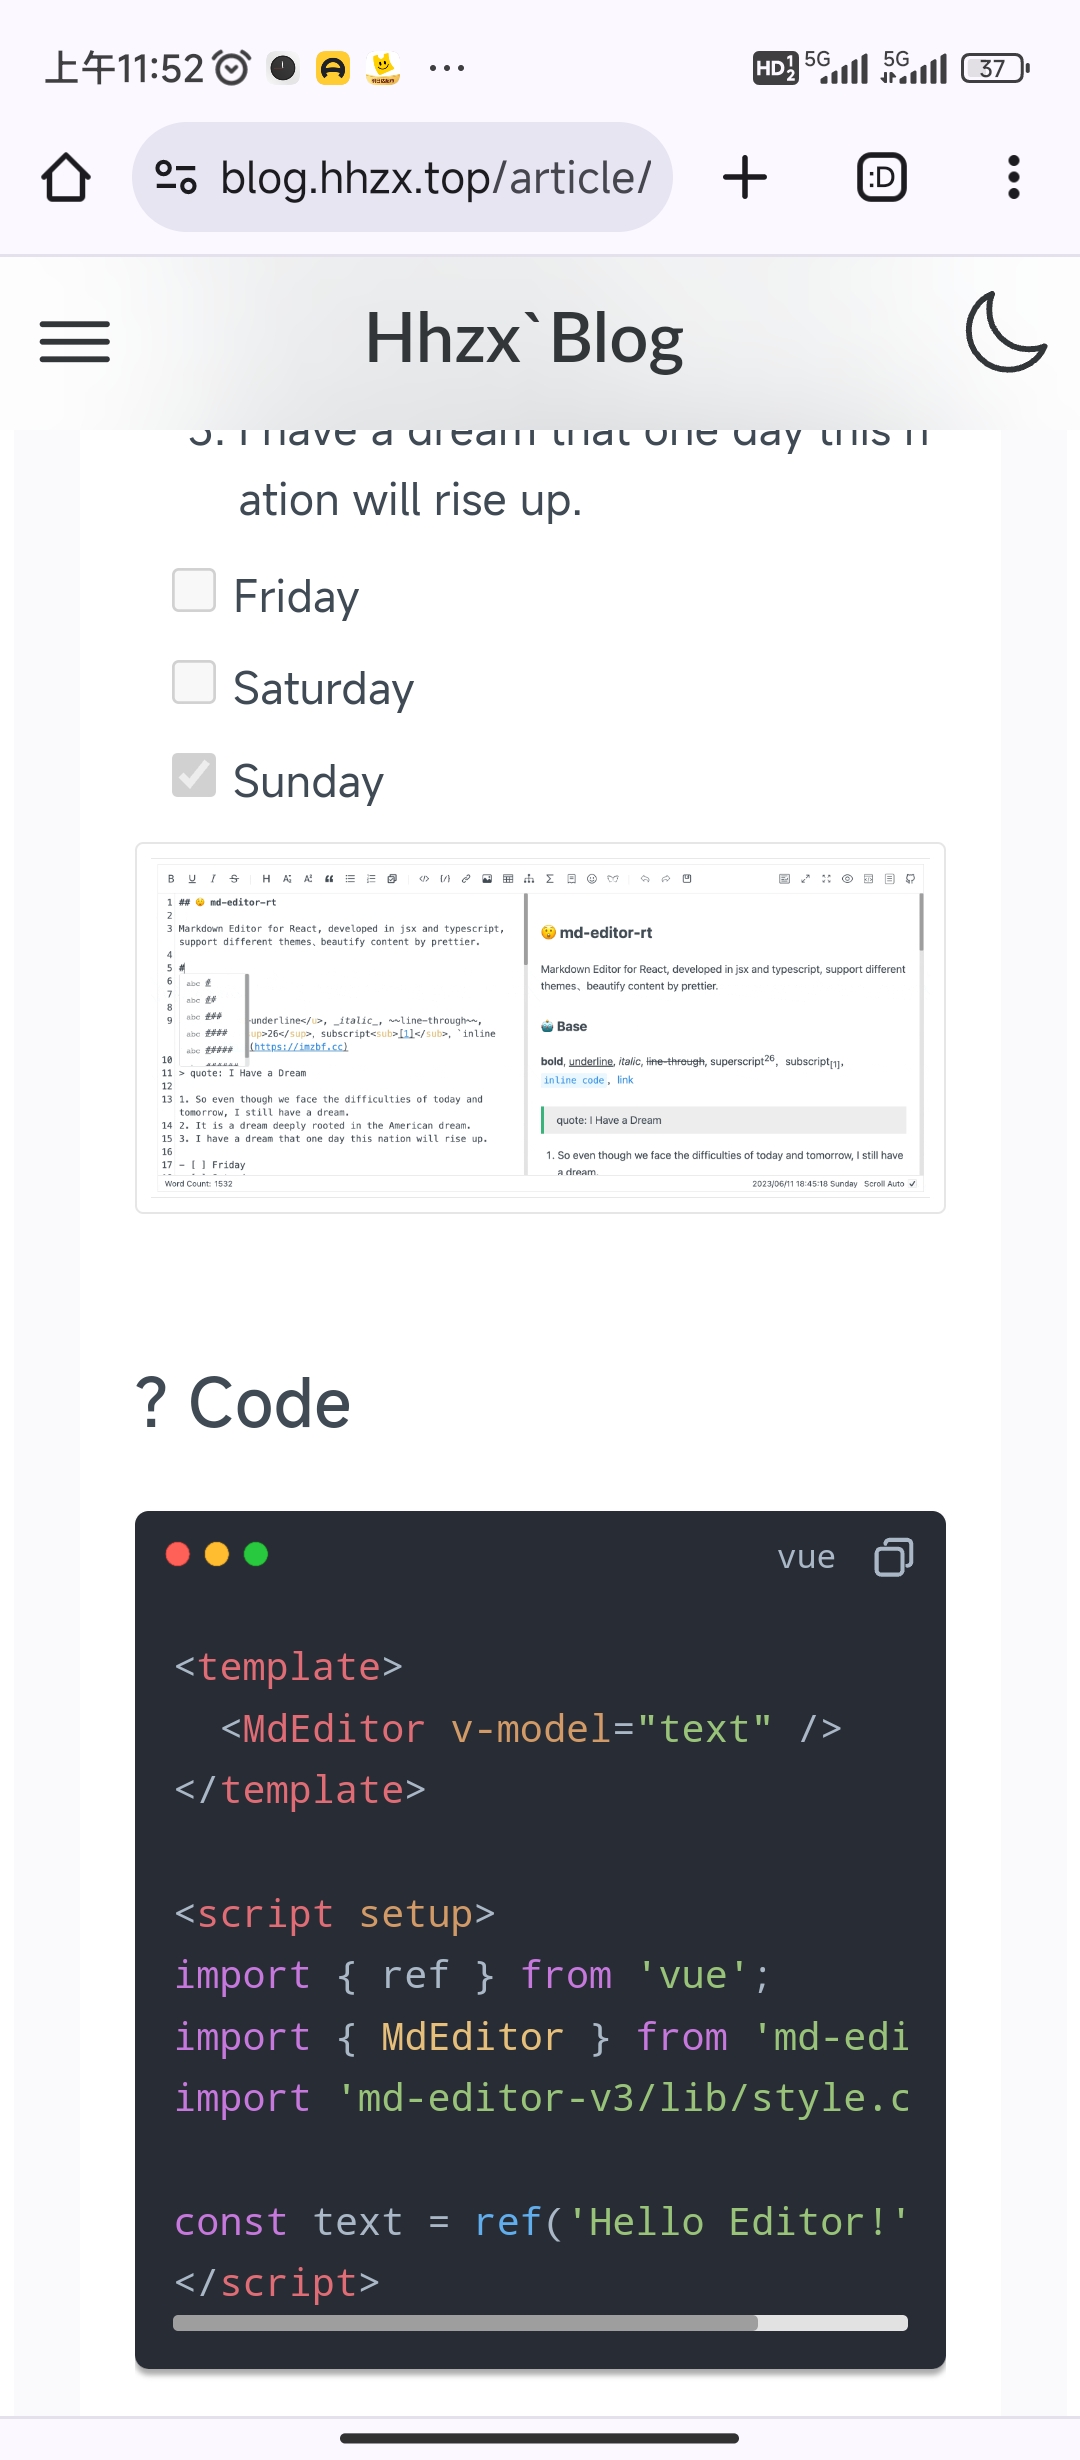 上午11:52
HD 1 2 5G 5G 37
blog.hhzx.top/article/
:D
Hhzx`Blog
3. I have a dream that one day this n
ation will rise up.
Friday
Saturday
Sunday
1 ## 😲 md-editor-rt
2
3 Markdown Editor for React, developed in jsx and typescript,
support different themes、beautify content by prettier.
4
5 #
6 abc #
7 abc ##
8 abc ###
9 underline</u>, _italic_, ~~line-through~~,
abc #### up>26</sup>, subscript<sub>[1]</sub>, `inline
abc ##### (https://imzbf.cc)
10
11 > quote: I Have a Dream
12
13 1. So even though we face the difficulties of today and
tomorrow, I still have a dream.
14 2. It is a dream deeply rooted in the American dream.
15 3. I have a dream that one day this nation will rise up.
16
17 - [ ] Friday
Word Count: 1532
😲 md-editor-rt
Markdown Editor for React, developed in jsx and typescript, support different
themes、beautify content by prettier.
Base
bold, underline, italic, line-through, superscript26, subscript[1],
inline code, link
quote: I Have a Dream
1. So even though we face the difficulties of today and tomorrow, I still have
a dream.
2023/06/11 18:45:18 Sunday Scroll Auto
? Code
vue
<template>
  <MdEditor v-model="text" />
</template>
<script setup>
import { ref } from 'vue';
import { MdEditor } from 'md-edi
import 'md-editor-v3/lib/style.c
const text = ref('Hello Editor!'
</script>